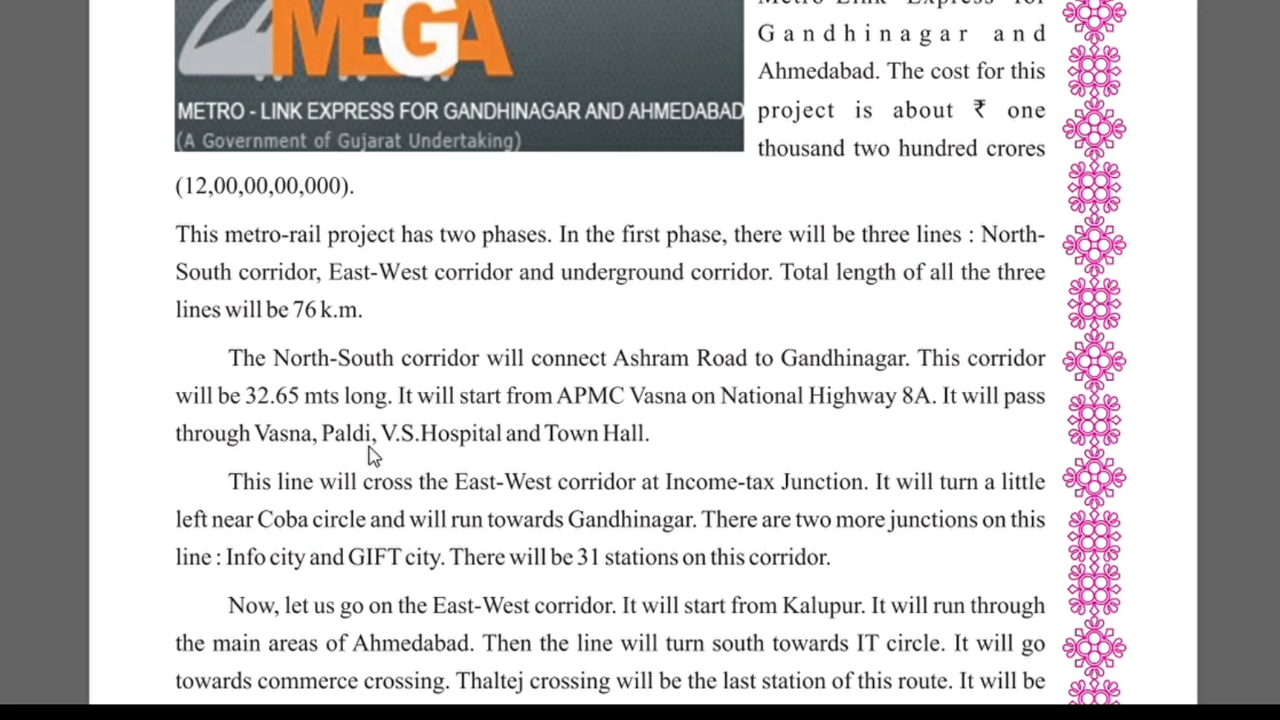 MEGA
METRO - LINK EXPRESS FOR GANDHINAGAR AND AHMEDABAD
(A Government of Gujarat Undertaking)
Metro-Link Express for
Gandhinagar and
Ahmedabad. The cost for this
project is about ₹ one
thousand two hundred crores
(12,00,00,00,000).
This metro-rail project has two phases. In the first phase, there will be three lines : North-
South corridor, East-West corridor and underground corridor. Total length of all the three
lines will be 76 k.m.
The North-South corridor will connect Ashram Road to Gandhinagar. This corridor
will be 32.65 mts long. It will start from APMC Vasna on National Highway 8A. It will pass
through Vasna, Paldi, V.S.Hospital and Town Hall.
This line will cross the East-West corridor at Income-tax Junction. It will turn a little
left near Coba circle and will run towards Gandhinagar. There are two more junctions on this
line : Info city and GIFT city. There will be 31 stations on this corridor.
Now, let us go on the East-West corridor. It will start from Kalupur. It will run through
the main areas of Ahmedabad. Then the line will turn south towards IT circle. It will go
towards commerce crossing. Thaltej crossing will be the last station of this route. It will be